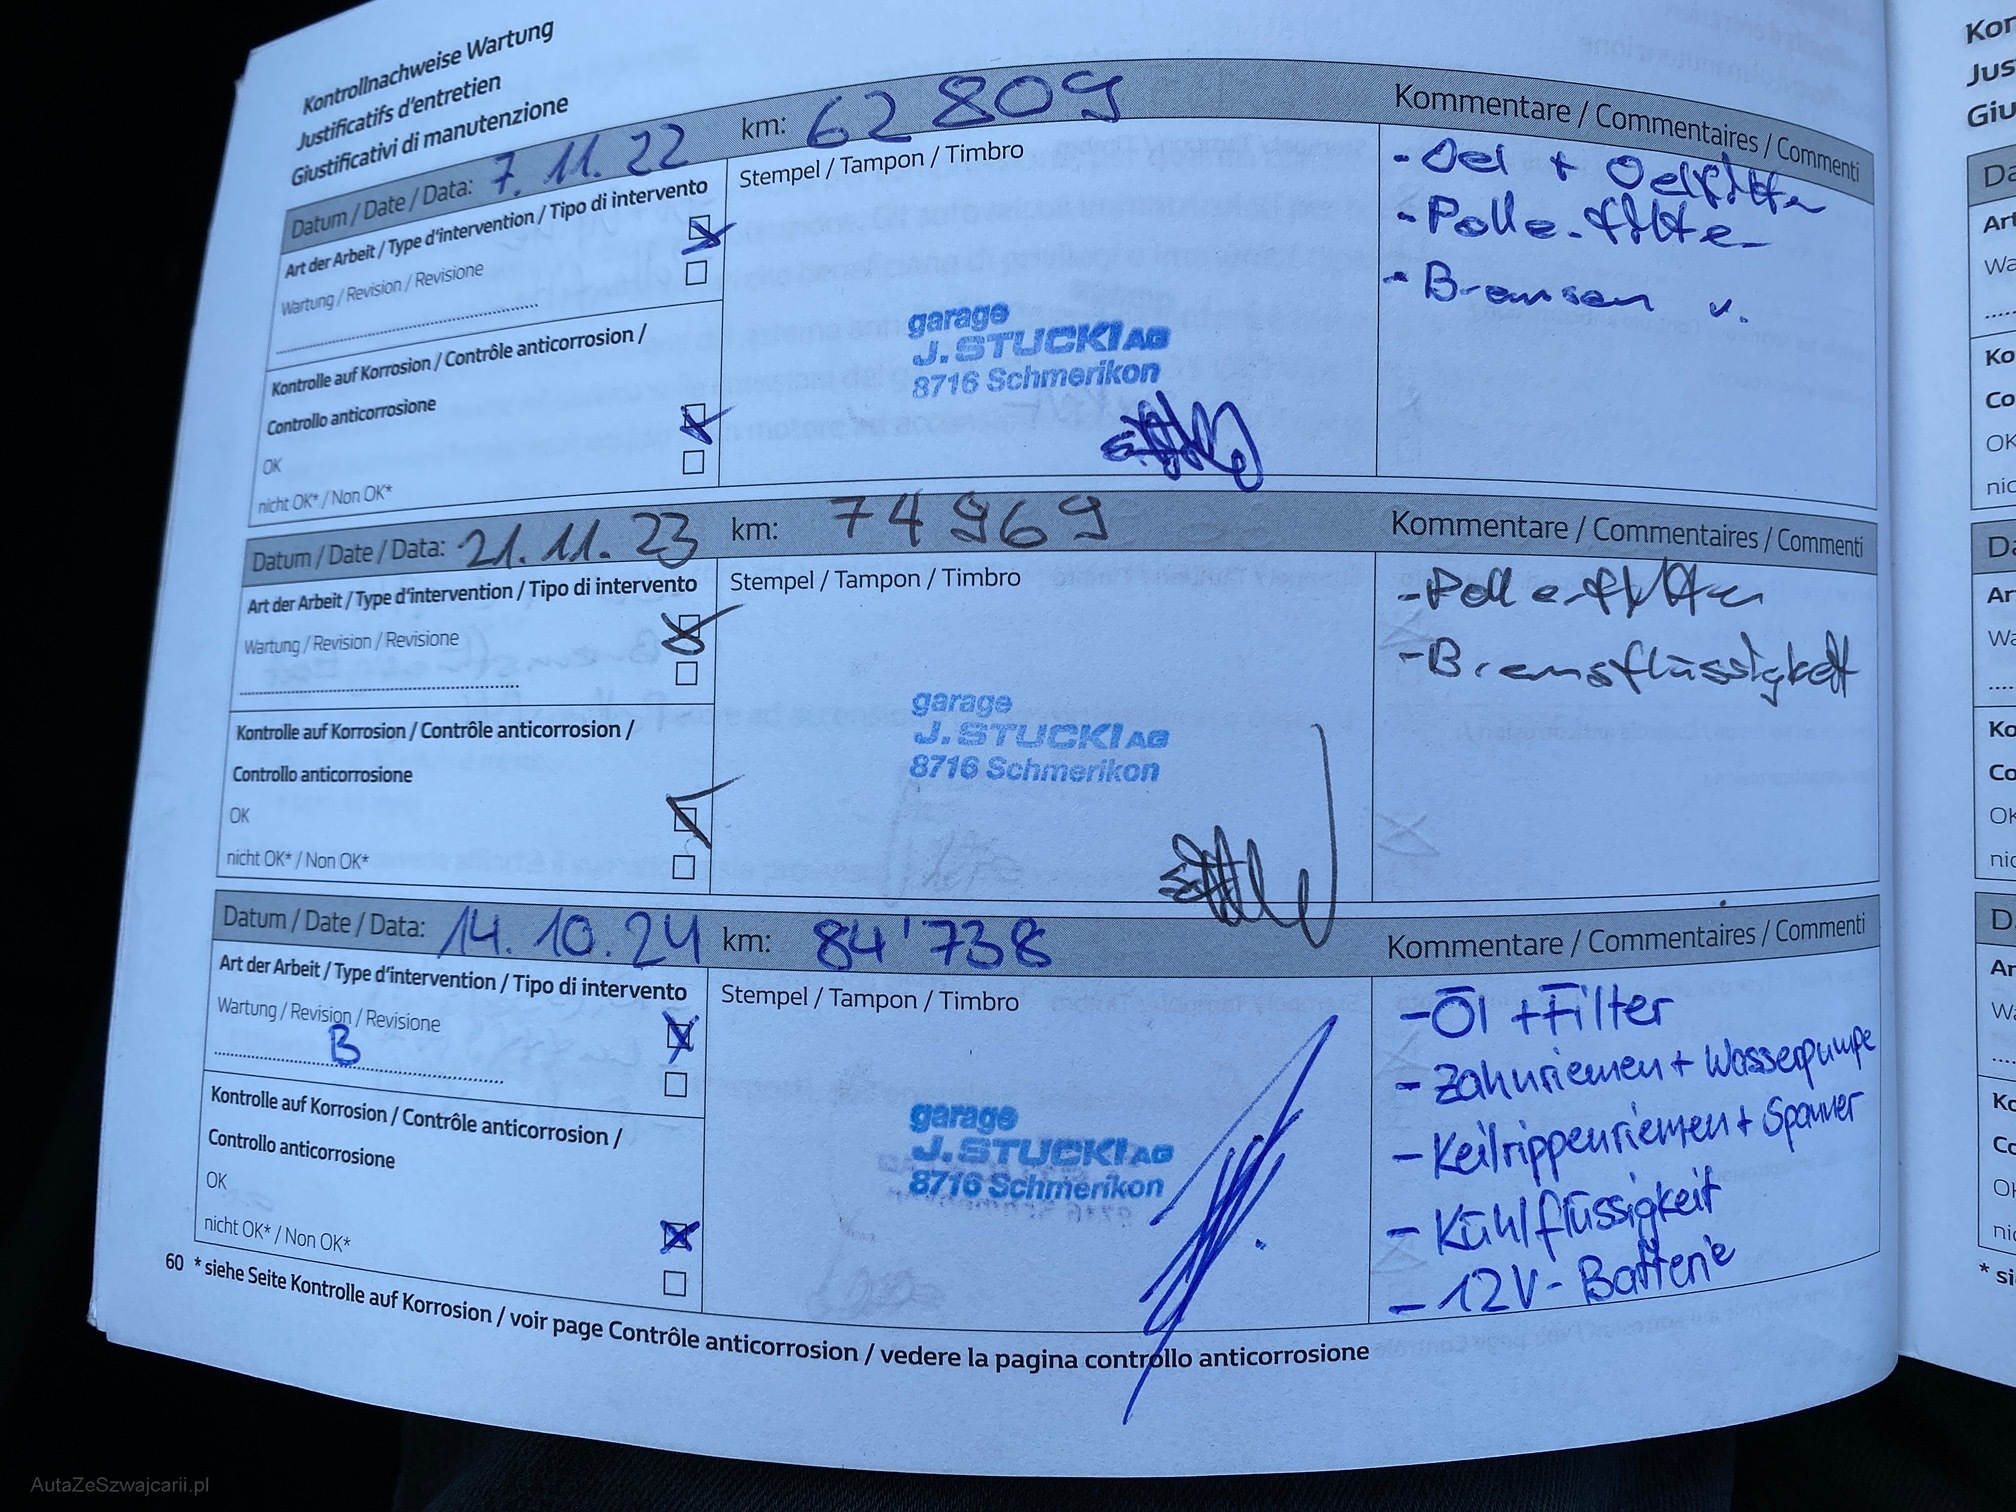 Kontrollnachweise Wartung
Justificatifs d'entretien
Giustificativi di manutenzione
Datum / Date / Data: 7. 11. 22 km: 62 809 Kommentare / Commentaires / Commenti
Art der Arbeit / Type d'intervention / Tipo di intervento
Wartung / Revision / Revisione
Stempel / Tampon / Timbro
- Oel + Oelfilter
- Pollenfilter
- Bremsen v.
Kontrolle auf Korrosion / Contrôle anticorrosion /
Controllo anticorrosione
OK
nicht OK* / Non OK*
garage
J. STUCKI AG
8716 Schmerikon
Datum / Date / Data: 21. 11. 23 km: 74 969 Kommentare / Commentaires / Commenti
Art der Arbeit / Type d'intervention / Tipo di intervento
Wartung / Revision / Revisione
Stempel / Tampon / Timbro
- Pollenfilter
- Bremsflüssigkeit
Kontrolle auf Korrosion / Contrôle anticorrosion /
Controllo anticorrosione
OK
nicht OK* / Non OK*
garage
J. STUCKI AG
8716 Schmerikon
Datum / Date / Data: 14. 10. 24 km: 84'738 Kommentare / Commentaires / Commenti
Art der Arbeit / Type d'intervention / Tipo di intervento
Wartung / Revision / Revisione
B
Stempel / Tampon / Timbro
- Öl + Filter
- Zahnriemen + Wasserpumpe
- Keilrippenriemen + Spanner
- Kühlflüssigkeit
- 12V - Batterie
Kontrolle auf Korrosion / Contrôle anticorrosion /
Controllo anticorrosione
OK
nicht OK* / Non OK*
garage
J. STUCKI AG
8716 Schmerikon
60 * siehe Seite Kontrolle auf Korrosion / voir page Contrôle anticorrosion / vedere la pagina controllo anticorrosione
AutaZeSzwajcarii.pl